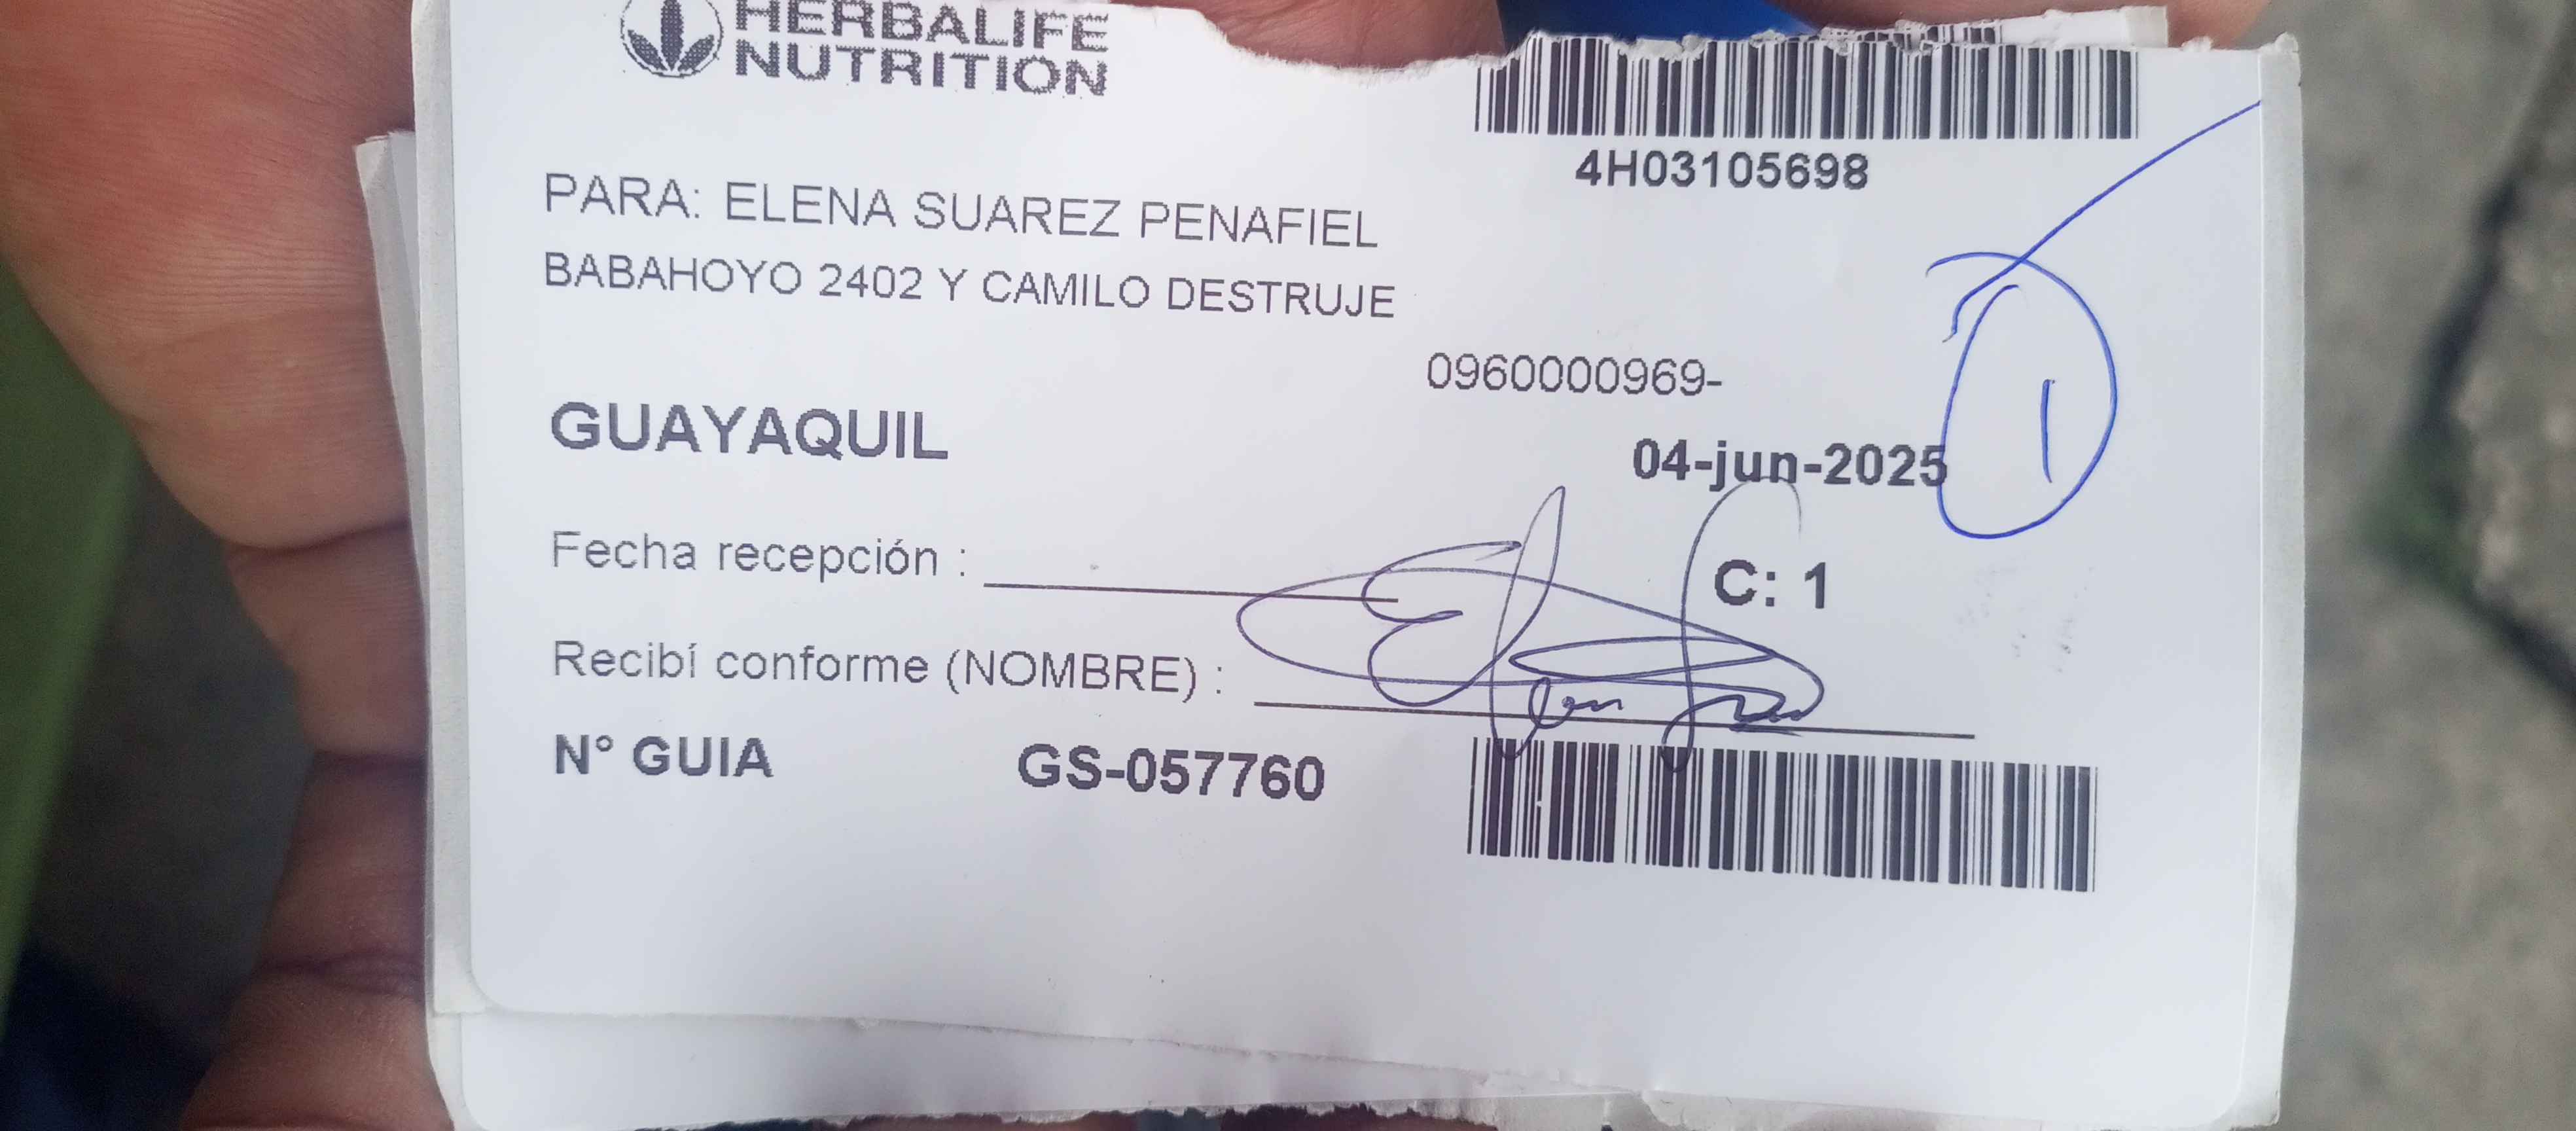 HERBALIFE
NUTRITION
4H03105698
PARA: ELENA SUAREZ PENAFIEL
BABAHOYO 2402 Y CAMILO DESTRUJE
0960000969-
GUAYAQUIL
04-jun-2025
1
Fecha recepción :
C: 1
Recibí conforme (NOMBRE) :
N° GUIA GS-057760